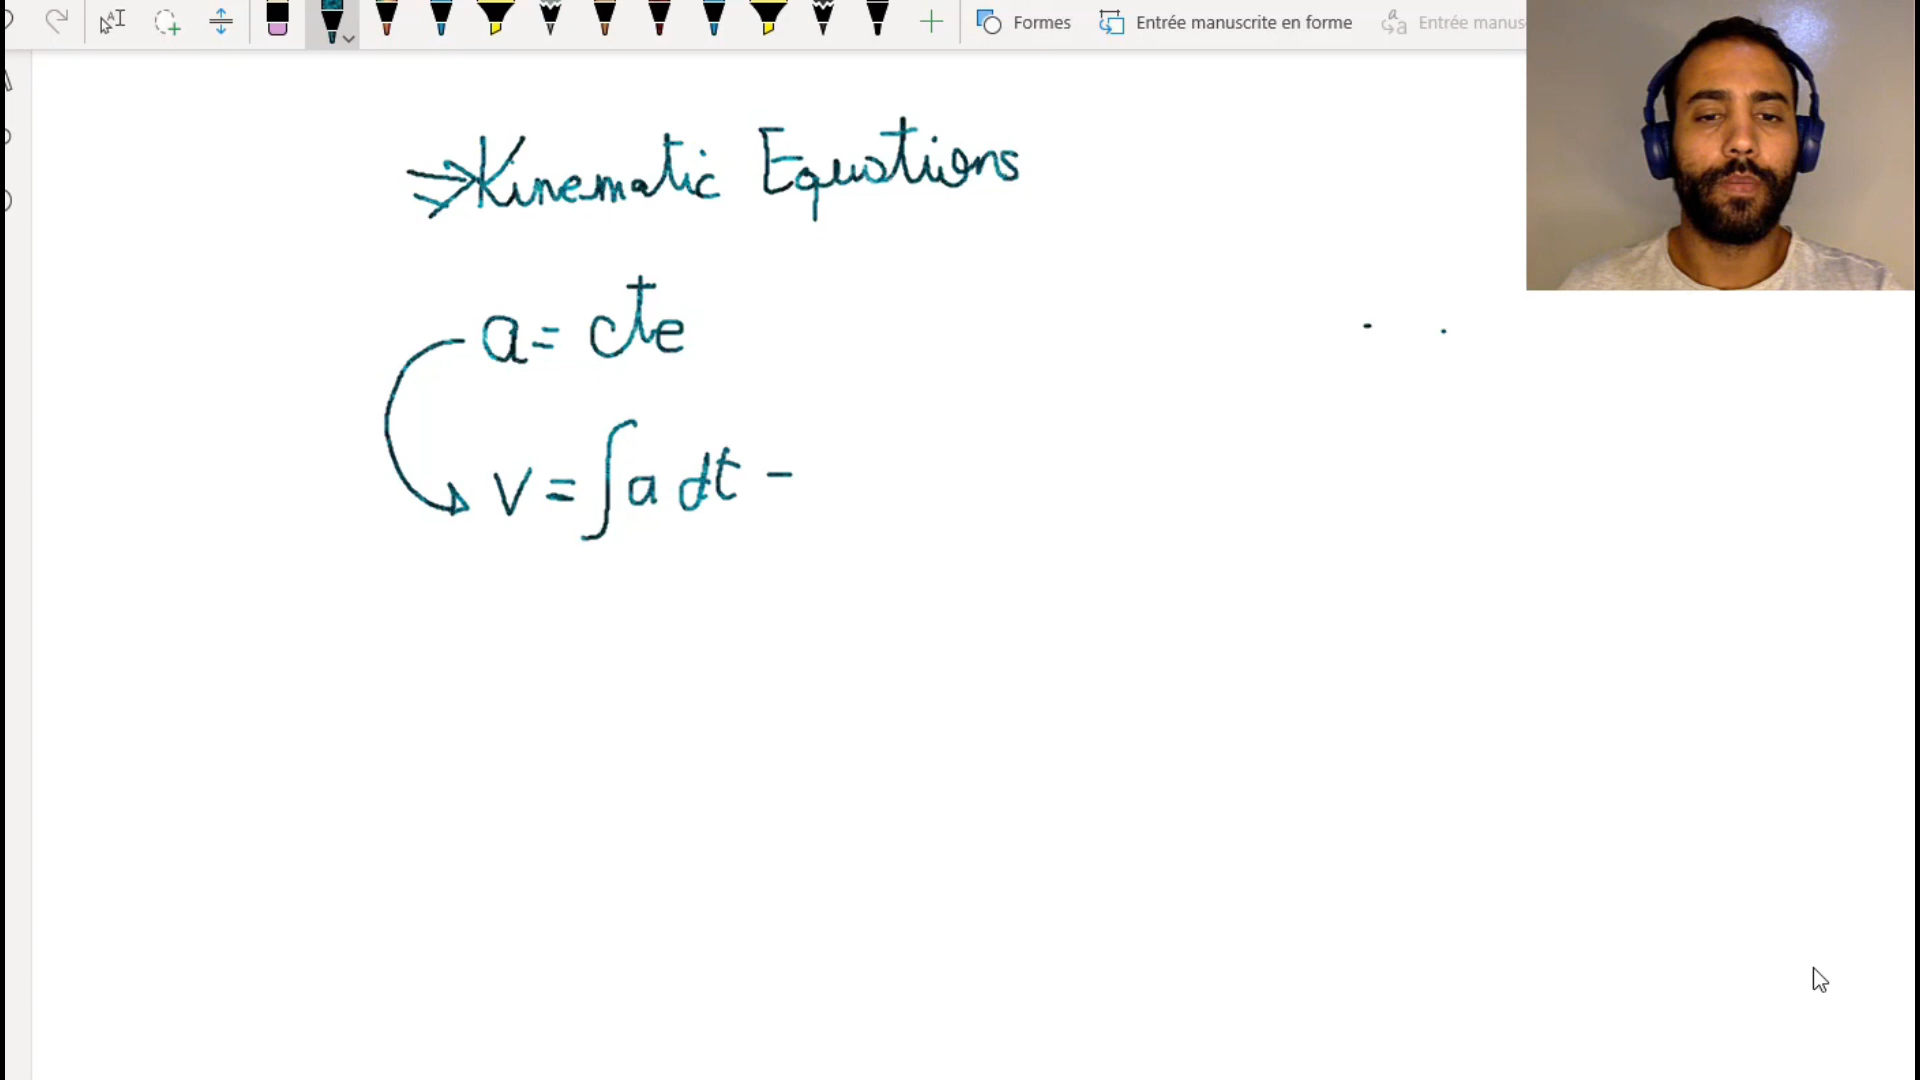 Formes Entrée manuscrite en forme Entrée manus
⇒Kinematic Equations
a = cte
v = ∫a dt -